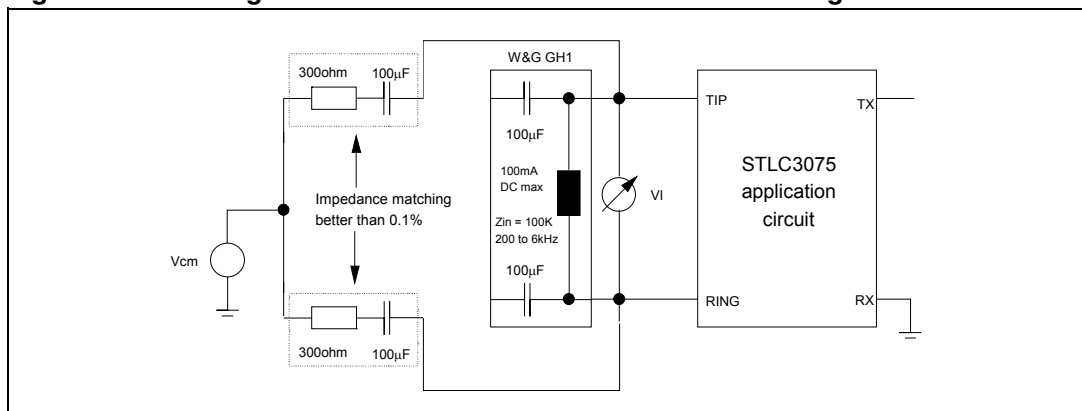 W&G GH1
300ohm
100μF
TIP
TX
100μF
STLC3075
application
circuit
100mA
DC max
VI
Impedance matching
better than 0.1%
Zin = 100K
200 to 6kHz
Vcm
100μF
RING
RX
300ohm
100μF